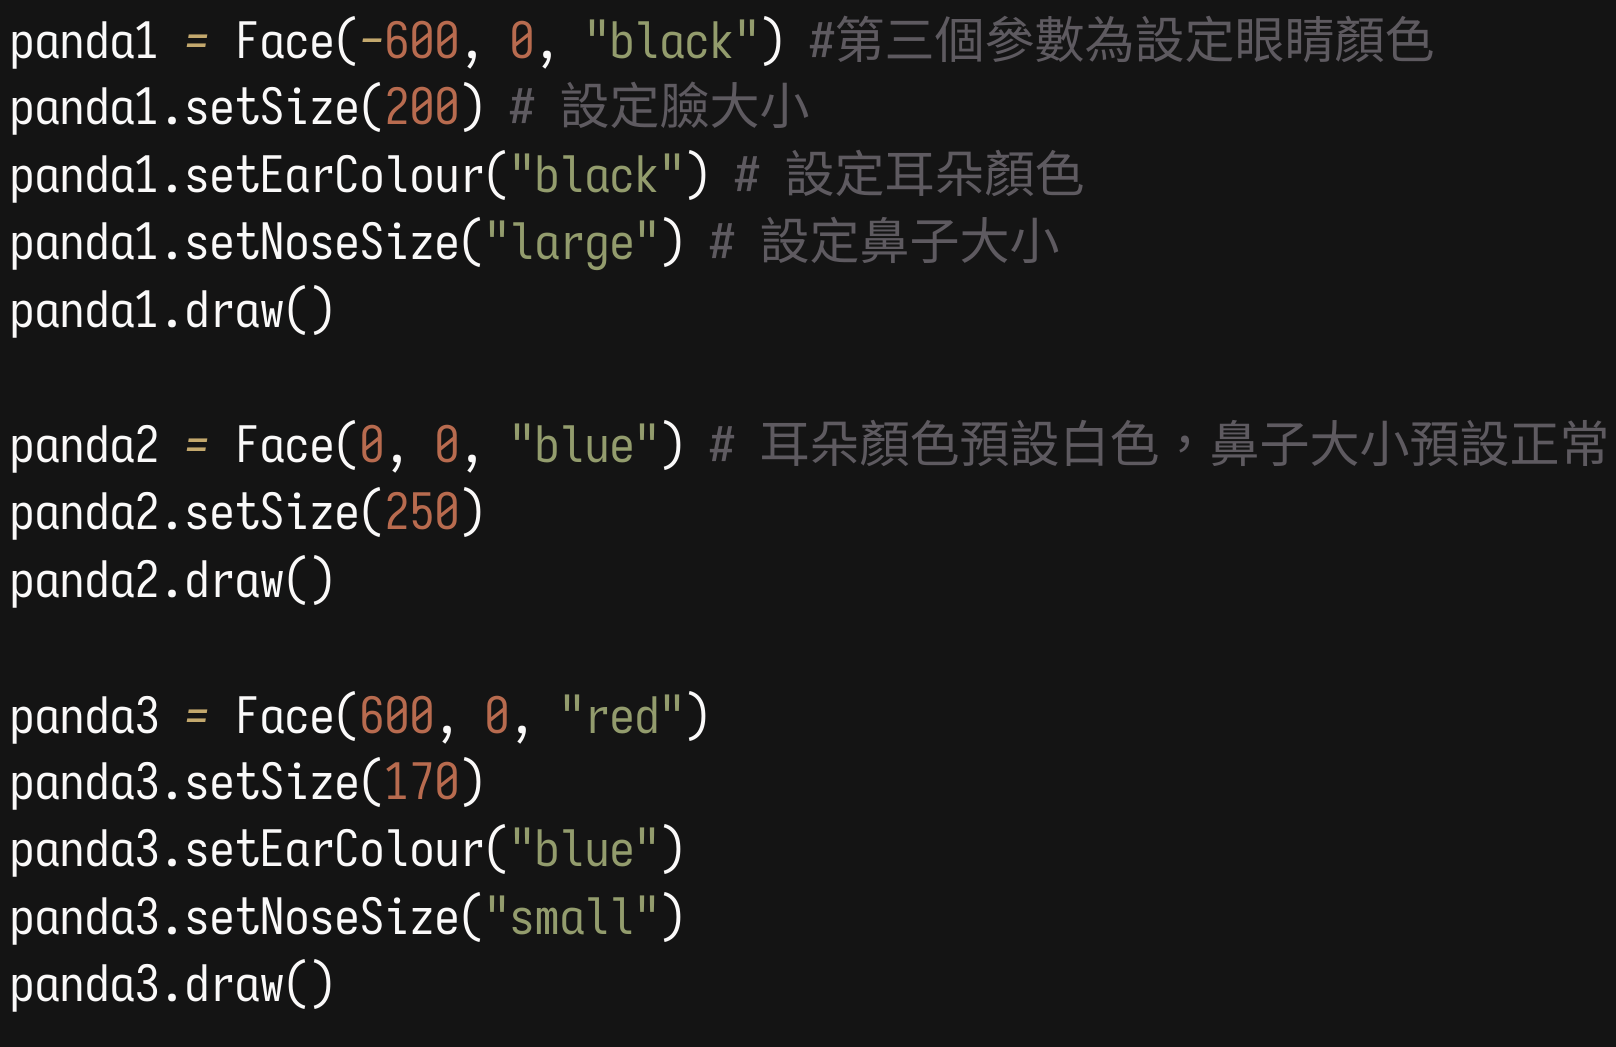 panda1 = Face(-600, 0, "black") #第三個參數為設定眼睛顏色
panda1.setSize(200) # 設定臉大小
panda1.setEarColour("black") # 設定耳朵顏色
panda1.setNoseSize("large") # 設定鼻子大小
panda1.draw()

panda2 = Face(0, 0, "blue") # 耳朵顏色預設白色，鼻子大小預設正常
panda2.setSize(250)
panda2.draw()

panda3 = Face(600, 0, "red")
panda3.setSize(170)
panda3.setEarColour("blue")
panda3.setNoseSize("small")
panda3.draw()